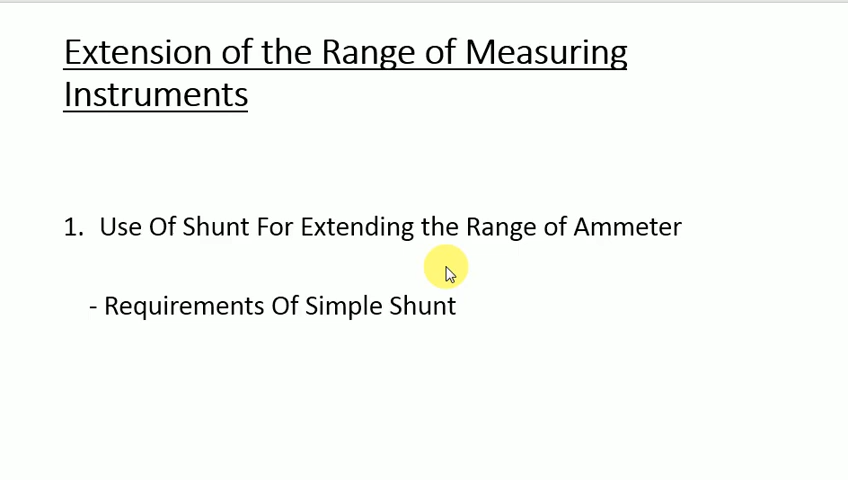 Extension of the Range of Measuring
Instruments
1. Use Of Shunt For Extending the Range of Ammeter
- Requirements Of Simple Shunt